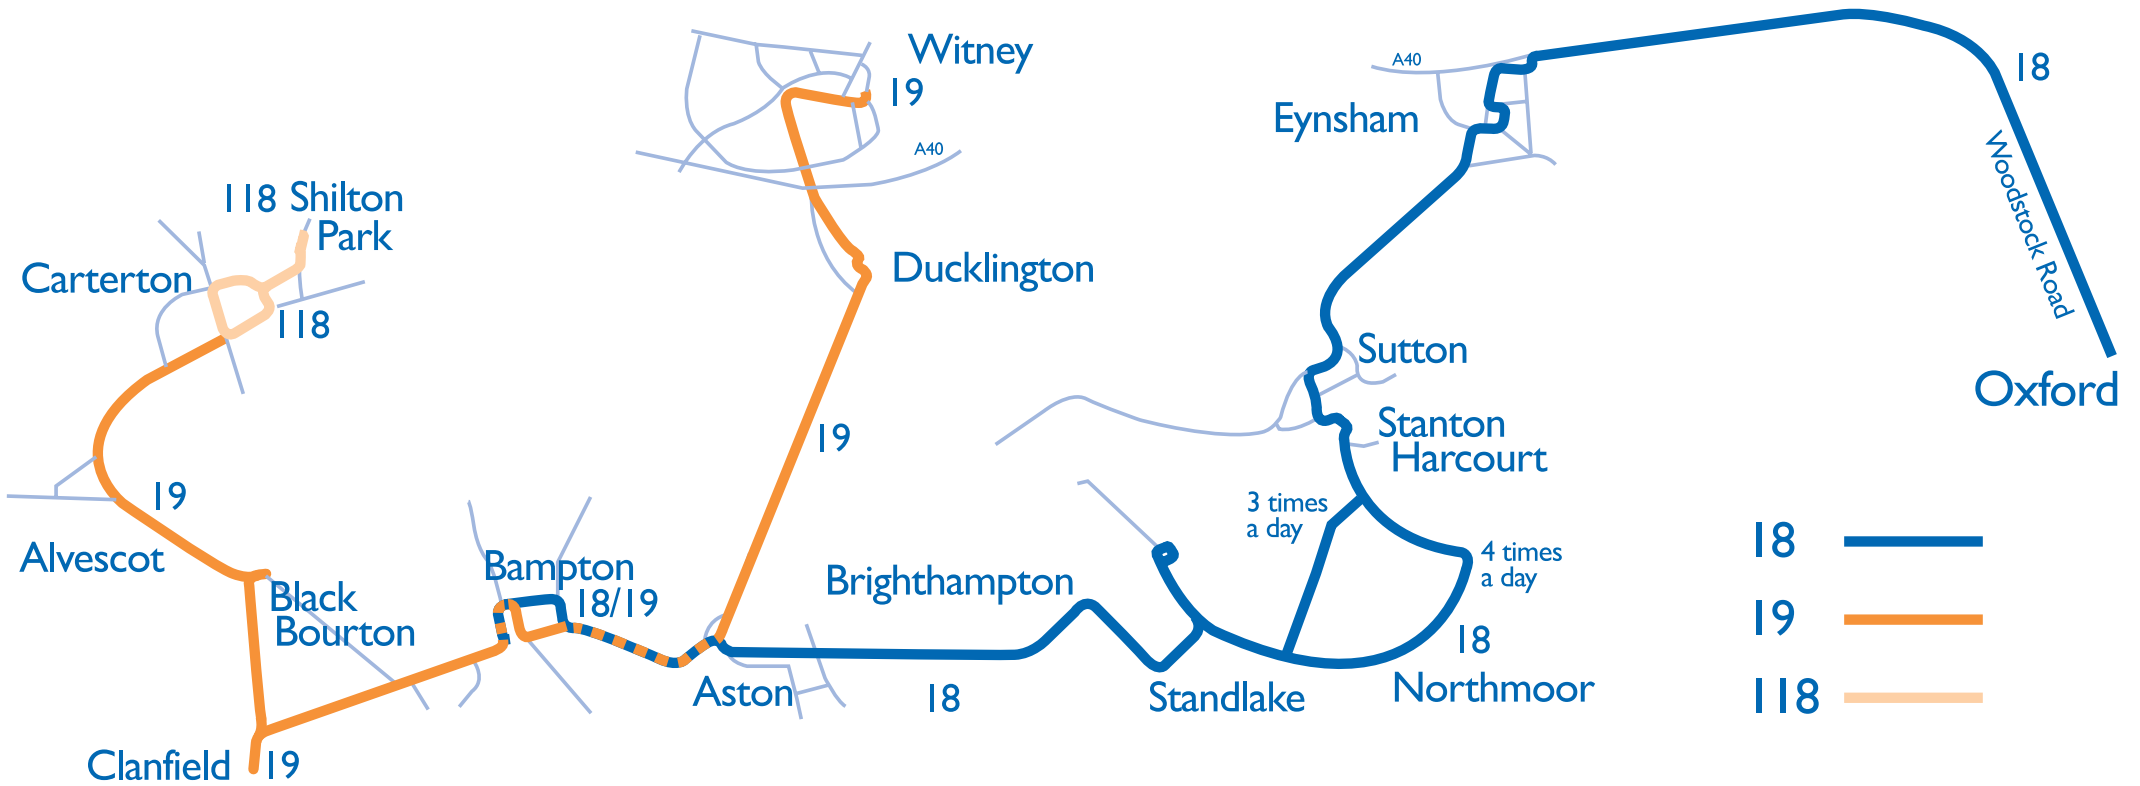 Witney
19
A40
A40
18
Eynsham
Woodstock Road
Oxford
118 Shilton
Park
Carterton
118
Ducklington
Sutton
Stanton
Harcourt
19
19
Alvescot
3 times
a day
4 times
a day
18
Northmoor
Bampton
18/19
Black
Bourton
Brighthampton
Aston
18
Standlake
Clanfield
19
18
19
118